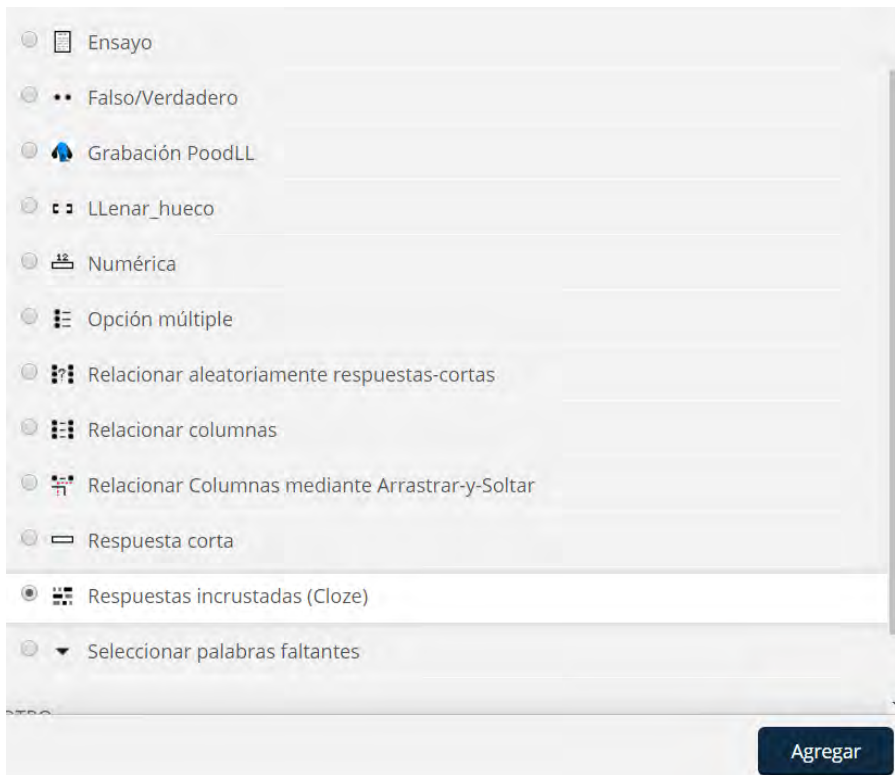 Ensayo
Falso/Verdadero
Grabación PoodLL
LLenar_hueco
Numérica
Opción múltiple
Relacionar aleatoriamente respuestas-cortas
Relacionar columnas
Relacionar Columnas mediante Arrastrar-y-Soltar
Respuesta corta
Respuestas incrustadas (Cloze)
Seleccionar palabras faltantes
Agregar